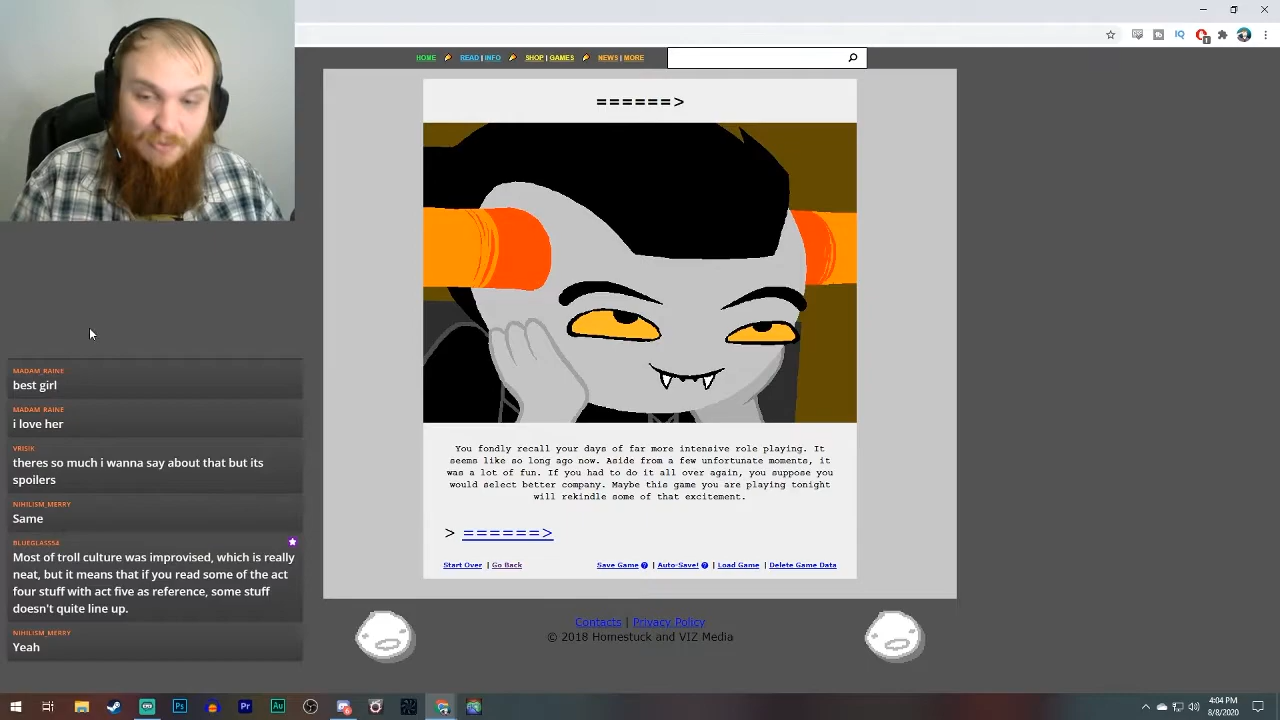 HOME READ | INFO SHOP | GAMES NEWS | MORE
IQ
1
======>
You fondly recall your days of far more intensive role playing. It
seems like so long ago now. Aside from a few unfortunate moments, it
was a lot of fun. If you had to do it all over again, you suppose you
would select better company. Maybe this game you are playing tonight
will rekindle some of that excitement.
> ======>
Start Over | Go Back Save Game ? | Auto-Save! ? | Load Game | Delete Game Data
Contacts | Privacy Policy
© 2018 Homestuck and VIZ Media
MADAM_RAINE
best girl
MADAM_RAINE
i love her
VRISIK
theres so much i wanna say about that but its
spoilers
NIHILISM_MERRY
Same
BLUEGLASS54
Most of troll culture was improvised, which is really
neat, but it means that if you read some of the act
four stuff with act five as reference, some stuff
doesn't quite line up.
NIHILISM_MERRY
Yeah
Ps
Pr
Au
4:04 PM
8/8/2020